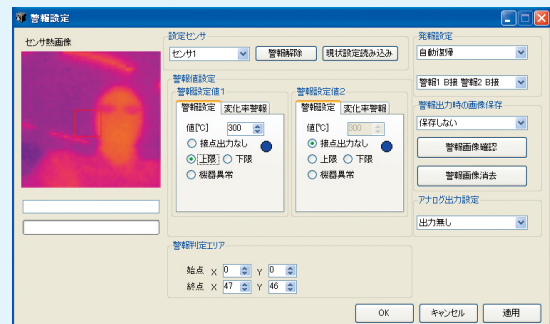 警報設定
センサ熱画像
設定センサ
センサ1 警報解除 現状設定読み込み
警報値設定
警報設定値1
警報設定 変化率警報
値[℃] 300
接点出力なし
上限 下限
機器異常
警報設定値2
警報設定 変化率警報
値[℃] 300
接点出力なし
上限 下限
機器異常
警報判定エリア
始点 X 0 Y 0
終点 X 47 Y 46
発報設定
自動復帰
警報1 B接 警報2 B接
警報出力時の画像保存
保存しない
警報画像確認
警報画像消去
アナログ出力設定
出力無し
OK キャンセル 適用